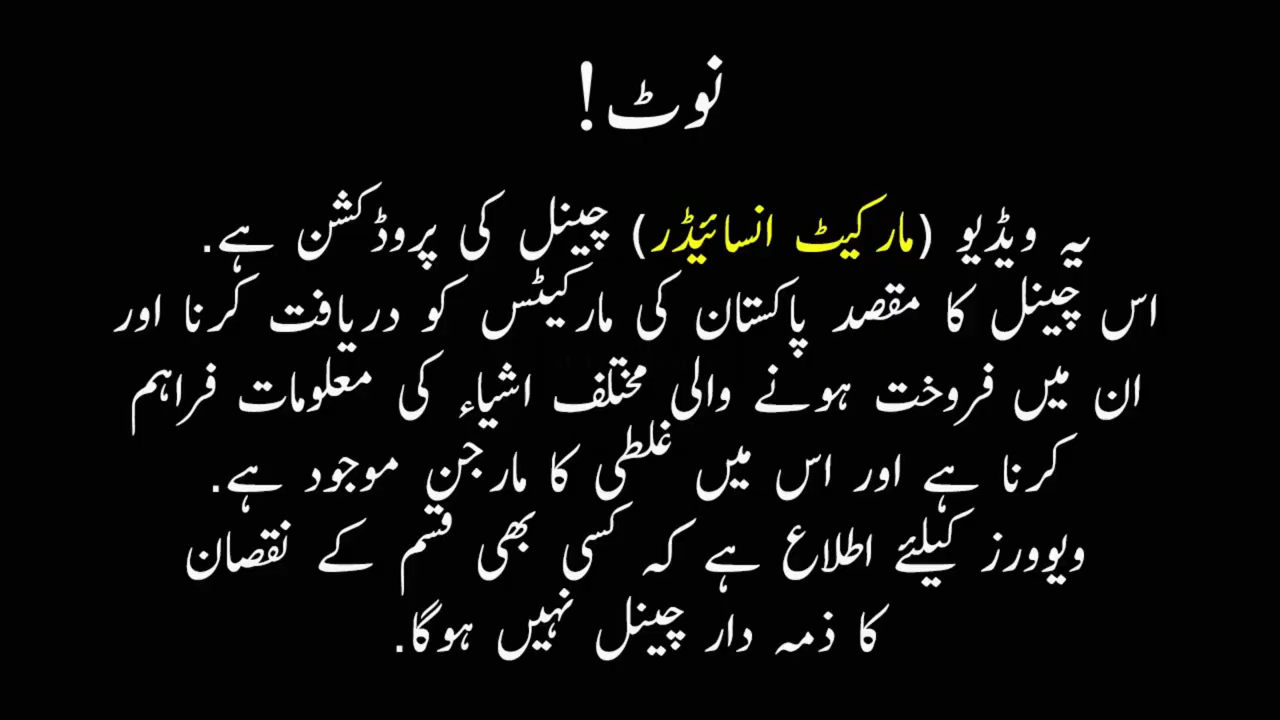 نوٹ!
یہ ویڈیو (مارکیٹ انسائیڈر) چینل کی پروڈکشن ہے.
اس چینل کا مقصد پاکستان کی مارکیٹس کو دریافت کرنا اور
ان میں فروخت ہونے والی مختلف اشیاء کی معلومات فراہم
کرنا ہے اور اس میں غلطی کا مارجن موجود ہے.
ویوورز کیلئے اطلاع ہے کہ کسی بھی قسم کے نقصان
کا ذمہ دار چینل نہیں ہوگا.